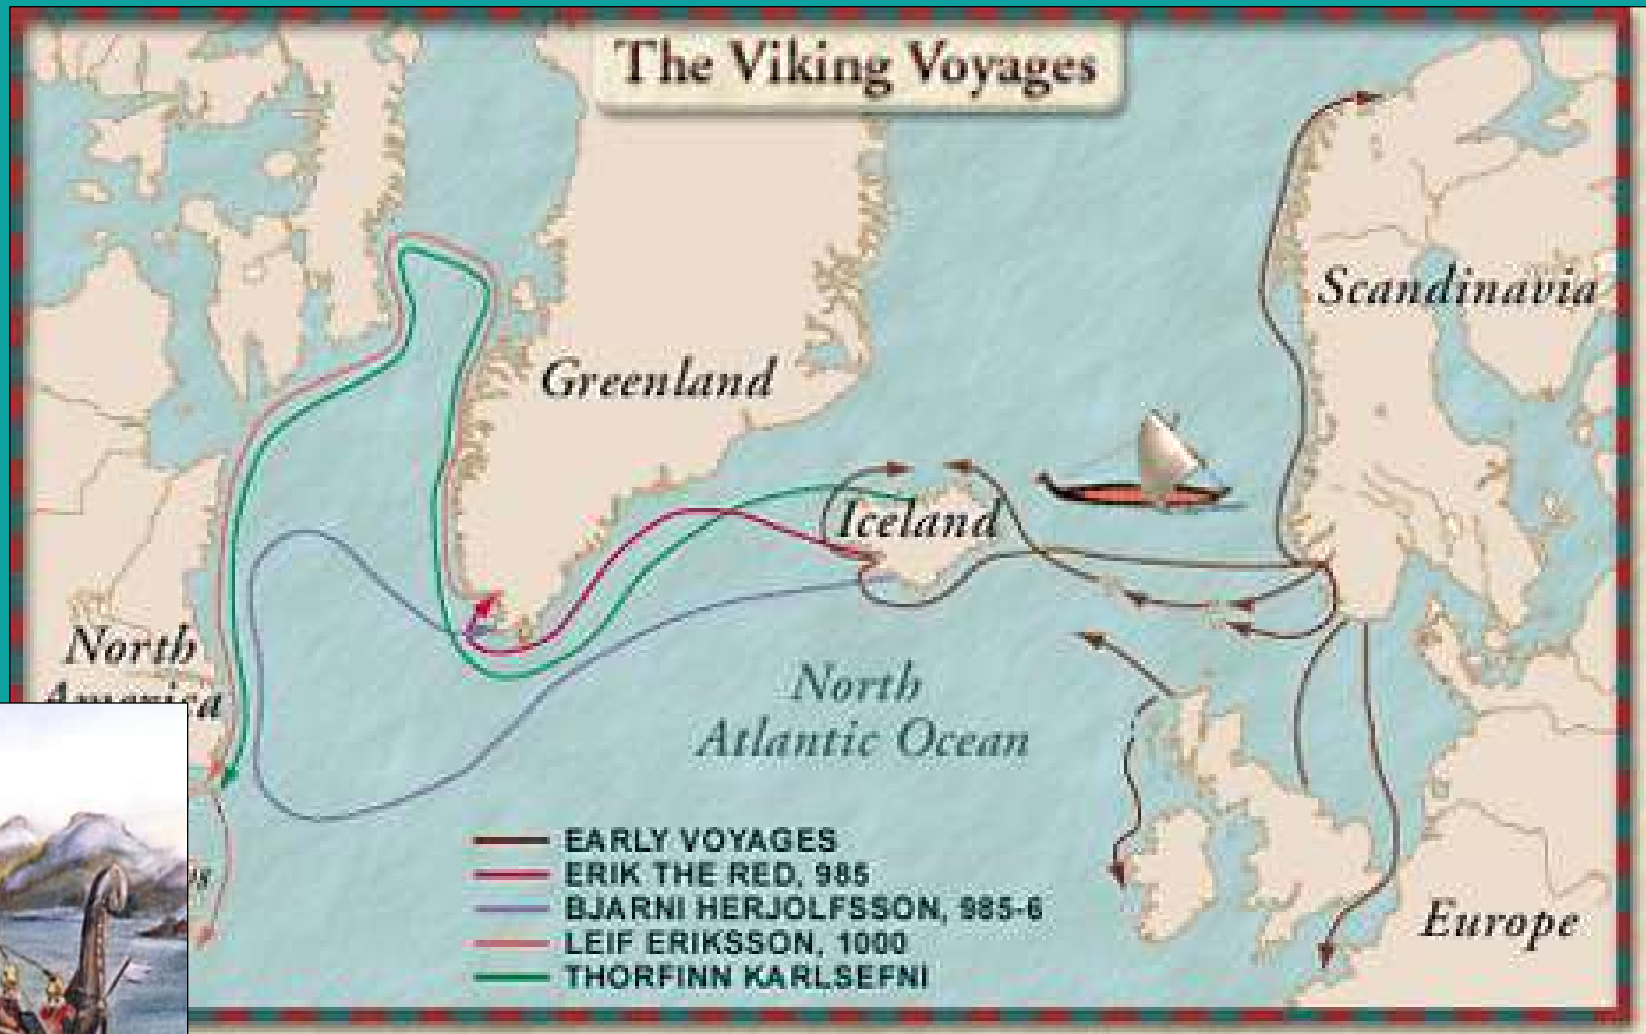 The Viking Voyages
Scandinavia
Greenland
Iceland
North
America
North
Atlantic Ocean
EARLY VOYAGES
ERIK THE RED, 985
BJARNI HERJOLFSSON, 985-6
LEIF ERIKSSON, 1000
THORFINN KARLSEFNI
Europe